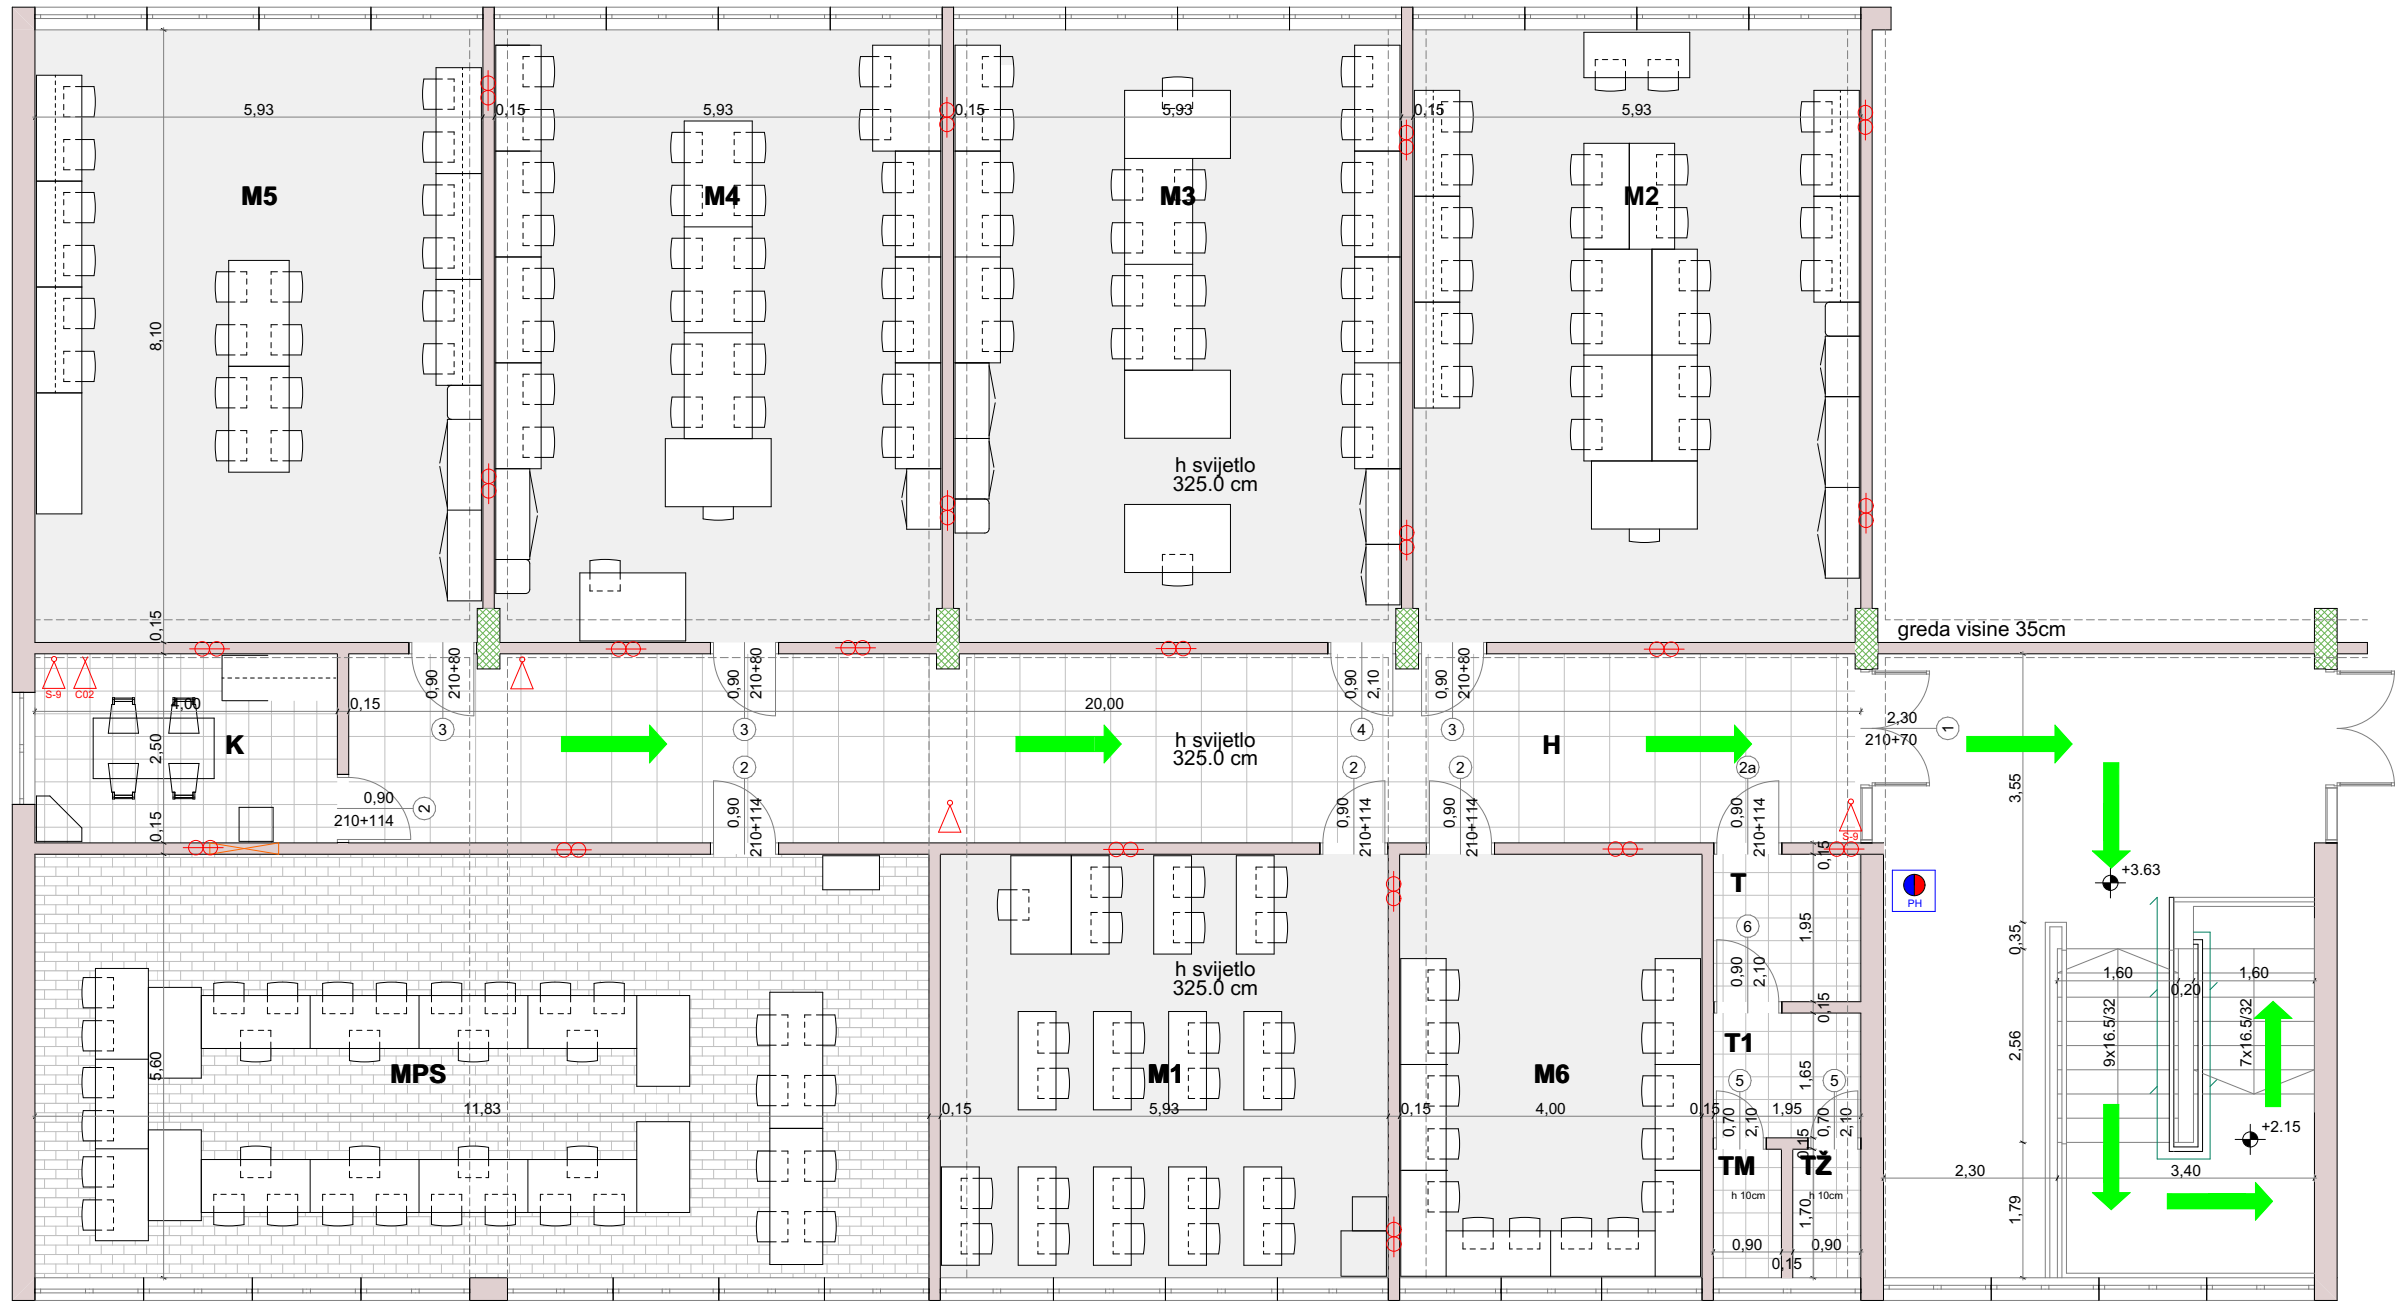 5,93
0,15
5,93
0,15
5,93
0,15
5,93
M5
M4
M3
M2
8,10
h svijetlo
325.0 cm
0,15
greda visine 35cm
S-9
C02
0,90
210+80
0,90
210+80
0,90
2,10
0,90
210+80
4,00
0,15
20,00
2,30
210+70
1
3
3
4
3
K
2,50
h svijetlo
325.0 cm
H
2
2
2
2a
0,90
210+114
2
0,15
0,90
210+114
0,90
210+114
0,90
210+114
0,90
210+114
S-9
3,55
0,15
T
PH
+3.63
6
1,95
0,35
0,90
2,10
h svijetlo
325.0 cm
1,60
0,20
1,60
0,15
9x16.5/32
7x16.5/32
T1
2,56
5,60
MPS
M1
M6
5
5
1,65
11,83
0,15
5,93
0,15
4,00
0,15
1,95
0,70
2,10
0,70
2,10
0,15
+2.15
TM
TŽ
h 10cm
h 10cm
2,30
3,40
1,70
1,79
0,90
0,15
0,90